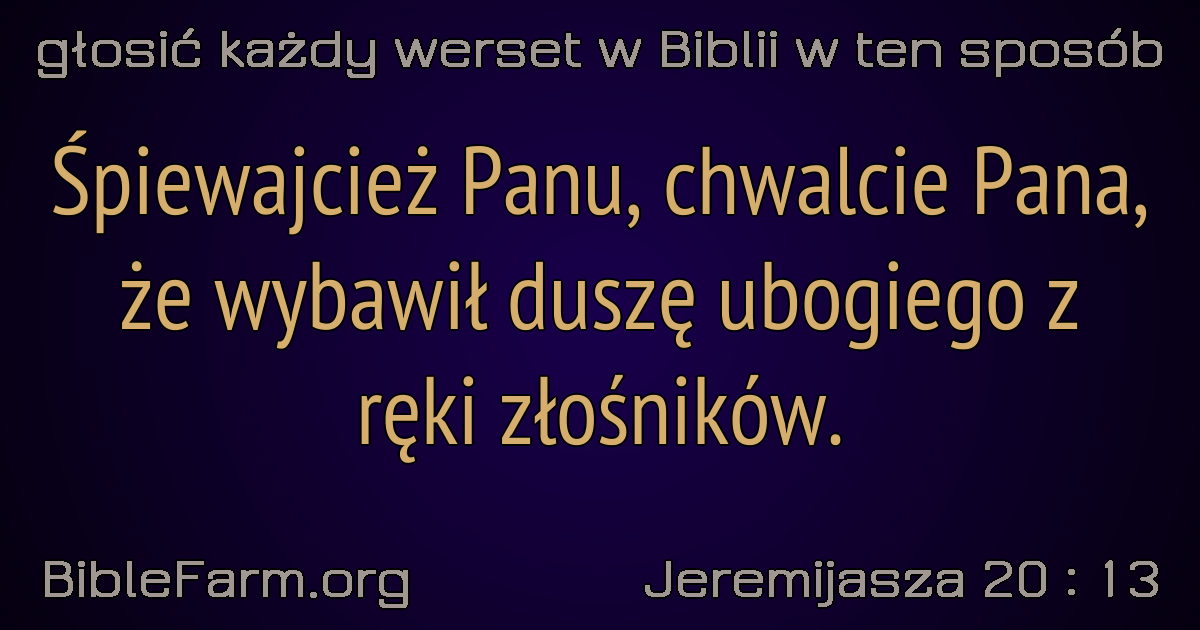 głosić każdy werset w Biblii w ten sposób
Śpiewajcież Panu, chwalcie Pana,
że wybawił duszę ubogiego z
ręki złośników.
BibleFarm.org
Jeremijasza 20 : 13